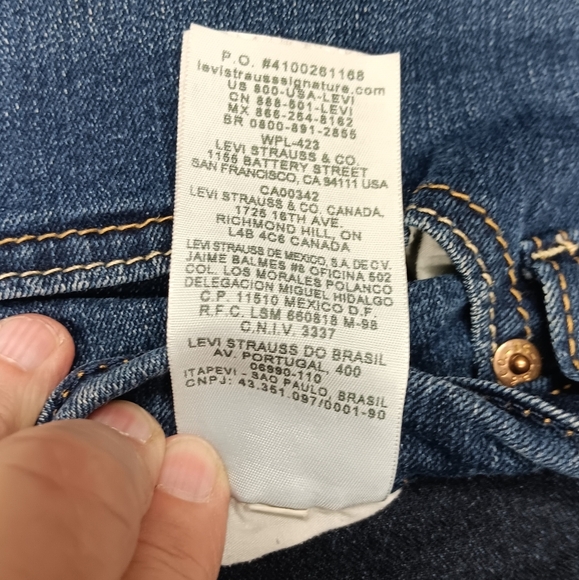 P.O. #4100261168
levistrausssignature.com
US 800-USA-LEVI
CN 888-501-LEVI
MX 866-254-8162
BR 0800-891-2855
WPL-423
LEVI STRAUSS & CO.
1155 BATTERY STREET
SAN FRANCISCO, CA 94111 USA
CA00342
LEVI STRAUSS & CO. CANADA
1725 16TH AVE.
RICHMOND HILL, ON
L4B 4C6 CANADA
LEVI STRAUSS DE MEXICO, S.A. DE C.V.
JAIME BALMES #8 OFICINA 502
COL. LOS MORALES POLANCO
DELEGACION MIGUEL HIDALGO
C.P. 11510 MEXICO D.F.
R.F.C. LSM 660818 M-98
C.N.I.V. 3337
LEVI STRAUSS DO BRASIL
AV. PORTUGAL, 400
06690-110
ITAPEVI - SAO PAULO, BRASIL
CNPJ: 43.351.097/0001-90